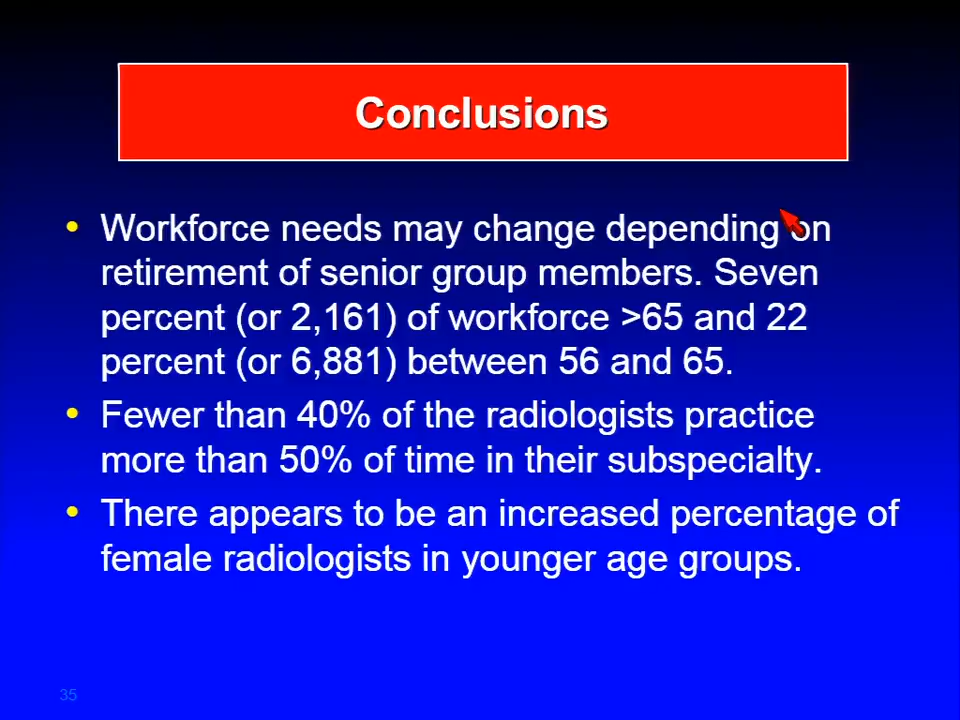 Conclusions
• Workforce needs may change depending on
retirement of senior group members. Seven
percent (or 2,161) of workforce >65 and 22
percent (or 6,881) between 56 and 65.
• Fewer than 40% of the radiologists practice
more than 50% of time in their subspecialty.
• There appears to be an increased percentage of
female radiologists in younger age groups.
35